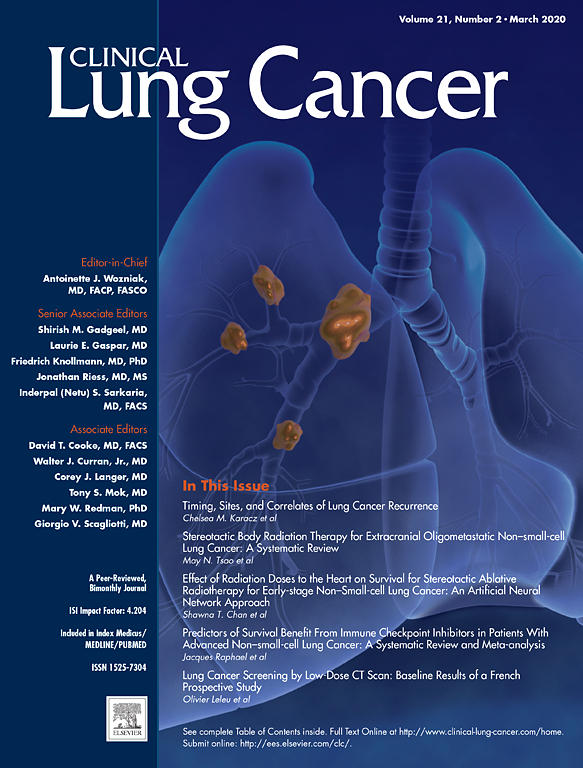 Volume 21, Number 2 • March 2020
CLINICAL
Lung Cancer
Editor-in-Chief
Antoinette J. Wozniak,
MD, FACP, FASCO
Senior Associate Editors
Shirish M. Gadgeel, MD
Laurie E. Gaspar, MD
Friedrich Knollmann, MD, PhD
Jonathan Riess, MD, MS
Inderpal (Netu) S. Sarkaria,
MD, FACS
Associate Editors
David T. Cooke, MD, FACS
Walter J. Curran, Jr., MD
Corey J. Langer, MD
Tony S. Mok, MD
Mary W. Redman, PhD
Giorgio V. Scagliotti, MD
A Peer-Reviewed,
Bimonthly Journal
ISI Impact Factor: 4.204
Included in Index Medicus/
MEDLINE/PUBMED
ISSN 1525-7304
ELSEVIER
In This Issue
Timing, Sites, and Correlates of Lung Cancer Recurrence
Chelsea M. Karacz et al
Stereotactic Body Radiation Therapy for Extracranial Oligometastatic Non–small-cell
Lung Cancer: A Systematic Review
May N. Tsao et al
Effect of Radiation Doses to the Heart on Survival for Stereotactic Ablative
Radiotherapy for Early-stage Non–Small-cell Lung Cancer: An Artificial Neural
Network Approach
Shawna T. Chan et al
Predictors of Survival Benefit From Immune Checkpoint Inhibitors in Patients With
Advanced Non–small-cell Lung Cancer: A Systematic Review and Meta-analysis
Jacques Raphael et al
Lung Cancer Screening by Low-Dose CT Scan: Baseline Results of a French
Prospective Study
Olivier Leleu et al
See complete Table of Contents inside. Full Text Online at http://www.clinical-lung-cancer.com/home.
Submit online: http://ees.elsevier.com/clc/.